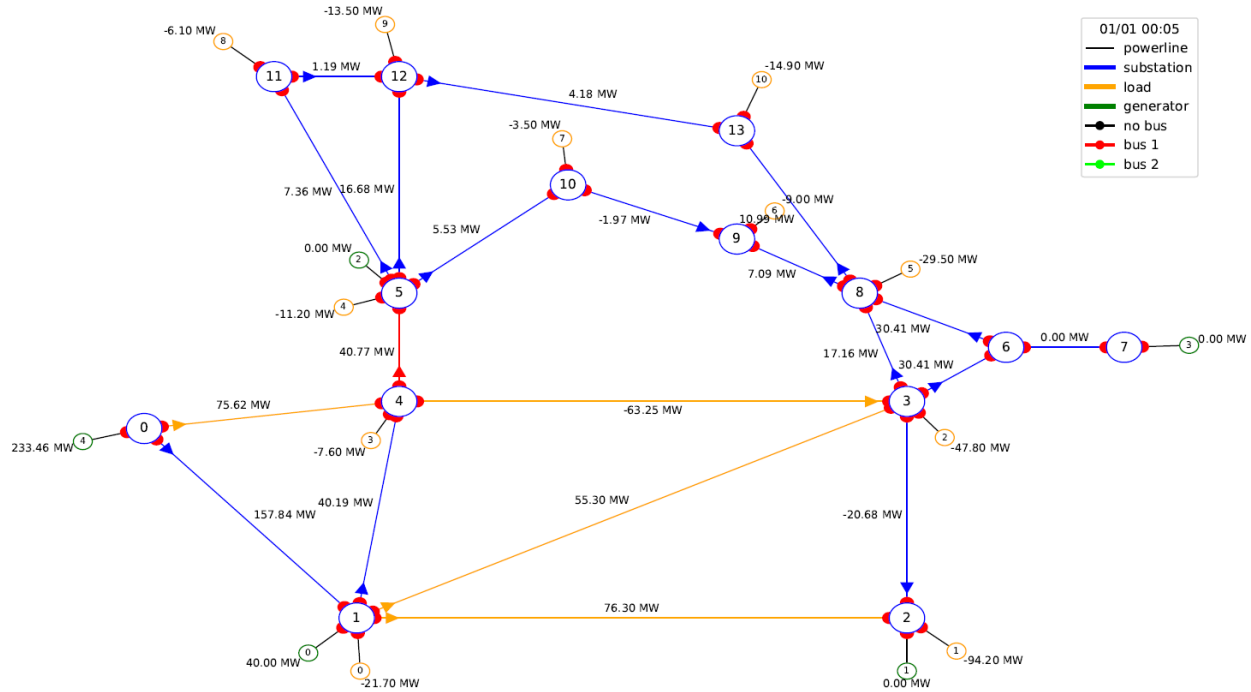 -13.50 MW
9
01/01 00:05
powerline
substation
load
generator
no bus
bus 1
bus 2
-6.10 MW
8
11
1.19 MW
12
-14.90 MW
10
4.18 MW
13
-3.50 MW
7
7.36 MW
16.68 MW
10
-1.97 MW
-9.00 MW
6
10.99 MW
9
5.53 MW
0.00 MW
2
7.09 MW
-29.50 MW
5
5
8
-11.20 MW
4
30.41 MW
6
0.00 MW
7
3
0.00 MW
40.77 MW
17.16 MW
30.41 MW
75.62 MW
4
-63.25 MW
3
0
4
233.46 MW
3
-7.60 MW
2
-47.80 MW
40.19 MW
55.30 MW
157.84 MW
-20.68 MW
76.30 MW
1
2
0
40.00 MW
0
-21.70 MW
1
-94.20 MW
1
0.00 MW